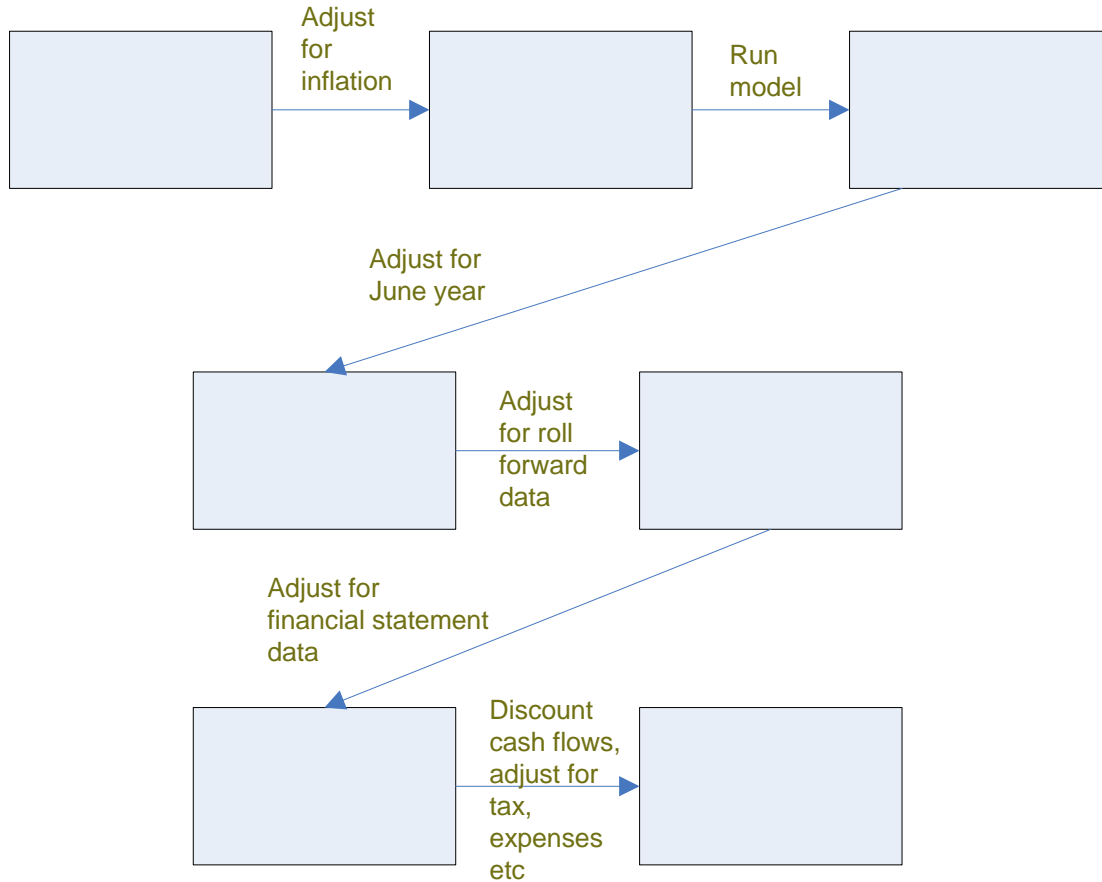 Adjust
for
inflation
Run
model
Adjust for
June year
Adjust
for roll
forward
data
Adjust for
financial statement
data
Discount
cash flows,
adjust for
tax,
expenses
etc